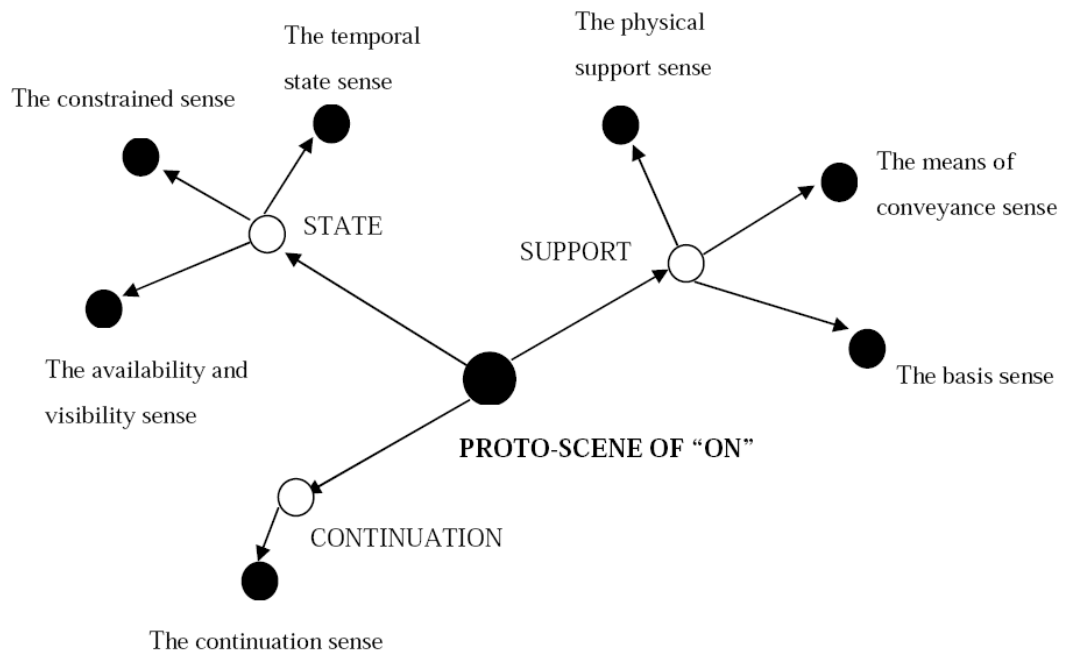 The temporal
state sense
The constrained sense
STATE
The availability and
visibility sense
The physical
support sense
The means of
conveyance sense
SUPPORT
The basis sense
PROTO-SCENE OF “ON”
CONTINUATION
The continuation sense